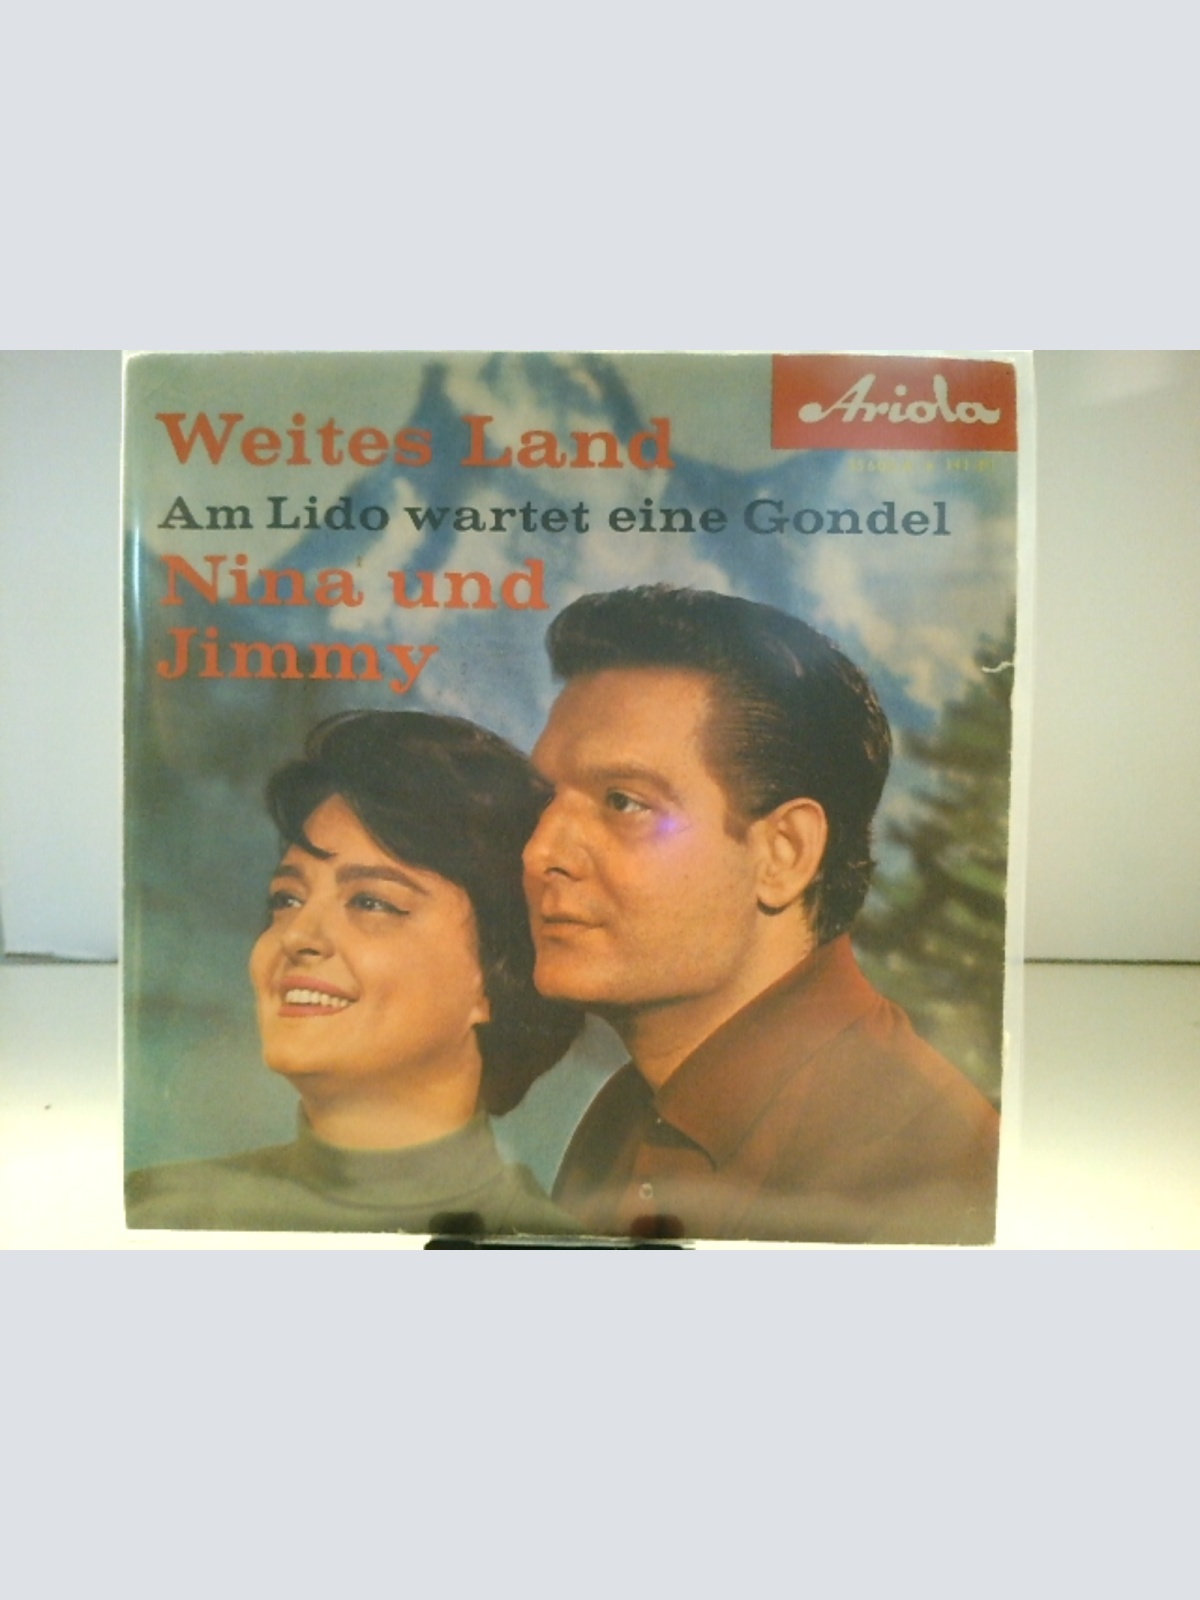 Ariola
Weites Land
Am Lido wartet eine Gondel
Nina und
Jimmy